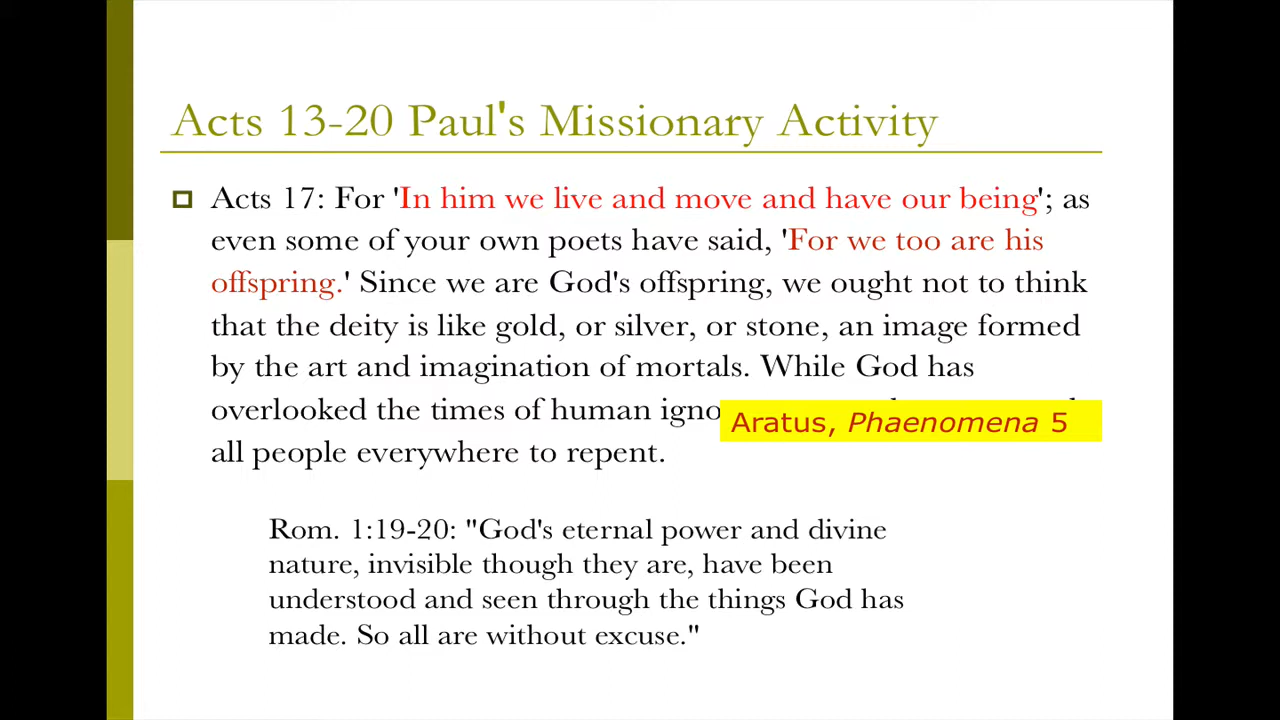 Acts 13-20 Paul's Missionary Activity
Acts 17: For 'In him we live and move and have our being'; as
even some of your own poets have said, 'For we too are his
offspring.' Since we are God's offspring, we ought not to think
that the deity is like gold, or silver, or stone, an image formed
by the art and imagination of mortals. While God has
overlooked the times of human
Aratus, Phaenomena 5
all people everywhere to repent.
Rom. 1:19-20: "God's eternal power and divine
nature, invisible though they are, have been
understood and seen through the things God has
made. So all are without excuse."